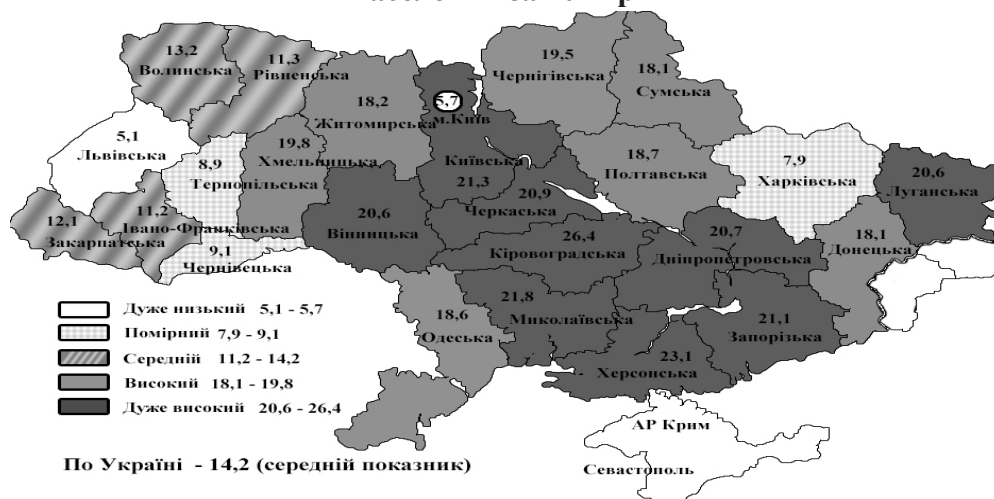 13,2
Волинська
11,3
Рівненська
19,5
Чернігівська
18,1
Сумська
18,2
Житомирська
5,7
м.Київ
5,1
Львівська
8,9
Тернопільська
19,8
Хмельницька
Київська
21,3
18,7
Полтавська
7,9
Харківська
20,6
Луганська
12,1
Закарпатська
11,2
Івано-Франківська
9,1
Чернівецька
20,6
Вінницька
20,9
Черкаська
26,4
Кіровоградська
20,7
Дніпропетровська
18,1
Донецька
18,6
Одеська
21,8
Миколаївська
21,1
Запорізька
23,1
Херсонська
Дуже низький 5,1 - 5,7
Помірний 7,9 - 9,1
Середній 11,2 - 14,2
Високий 18,1 - 19,8
Дуже високий 20,6 - 26,4
АР Крим
Севастополь
По Україні - 14,2 (середній показник)